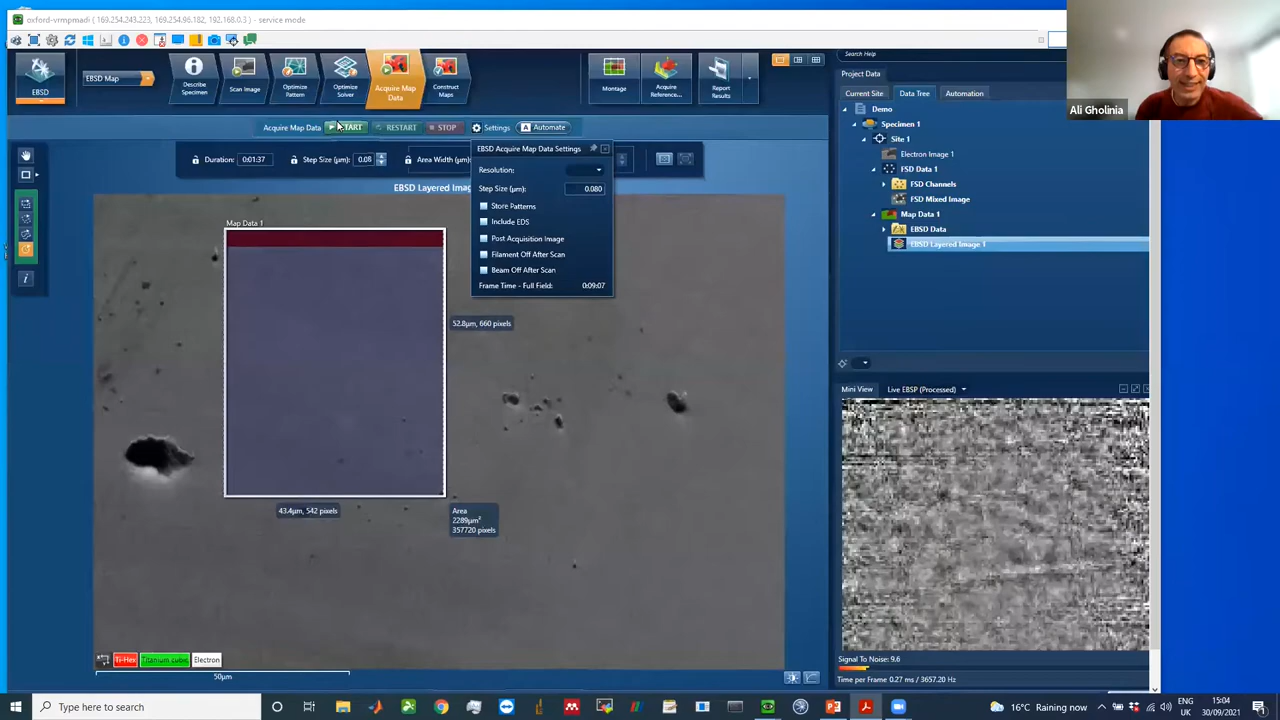 oxford-vrmpmadi ( 169.254.243.223, 169.254.96.182, 192.168.0.3 ) - service mode
EBSD
EBSD Map
Describe Specimen
Scan Image
Optimize Pattern
Optimize Solver
Acquire Map Data
Construct Maps
Montage
Acquire Reference...
Report Results
Search Help
Project Data
Current Site
Data Tree
Automation
Ali Gholinia
Acquire Map Data
START
RESTART
STOP
Settings
Automate
Duration: 0:01:37
Step Size (µm): 0.08
Area Width (µm):
EBSD Layered Imag
EBSD Acquire Map Data Settings
Resolution:
Step Size (µm): 0.080
Store Patterns
Include EDS
Post Acquisition Image
Filament Off After Scan
Beam Off After Scan
Frame Time - Full Field: 0:09:07
Demo
Specimen 1
Site 1
Electron Image 1
FSD Data 1
FSD Channels
FSD Mixed Image
Map Data 1
EBSD Data
EBSD Layered Image 1
Map Data 1
52.8µm, 660 pixels
43.4µm, 542 pixels
Area
2289µm²
357720 pixels
Mini View
Live EBSP (Processed)
Ti-Hex
Titanium cubic
Electron
50µm
Signal To Noise: 9.6
Time per Frame 0.27 ms / 3657.20 Hz
Type here to search
16°C Raining now
ENG
UK
15:04
30/09/2021